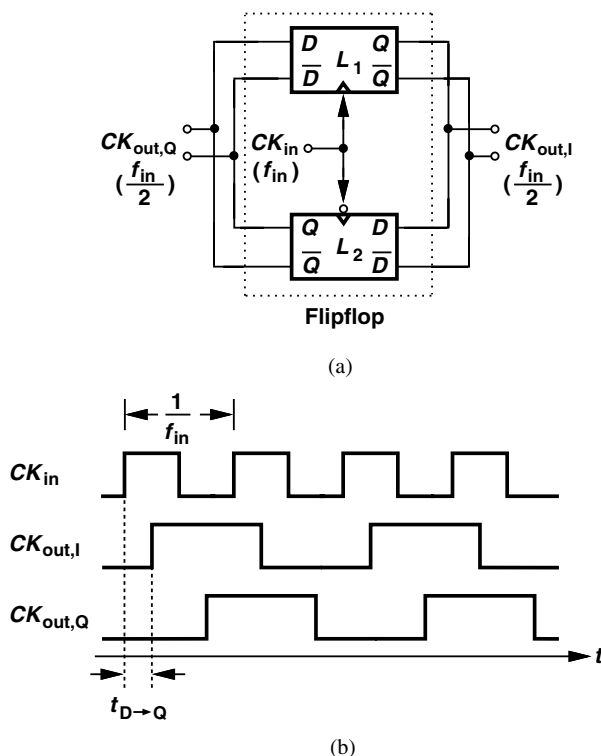 D Q
D̅ L1 Q̅
CKout,Q CKin CKout,I
(fin/2) (fin) (fin/2)
Q D
Q̅ L2 D̅
Flipflop
(a)
1/fin
CKin
CKout,I
CKout,Q
t
tD→Q
(b)